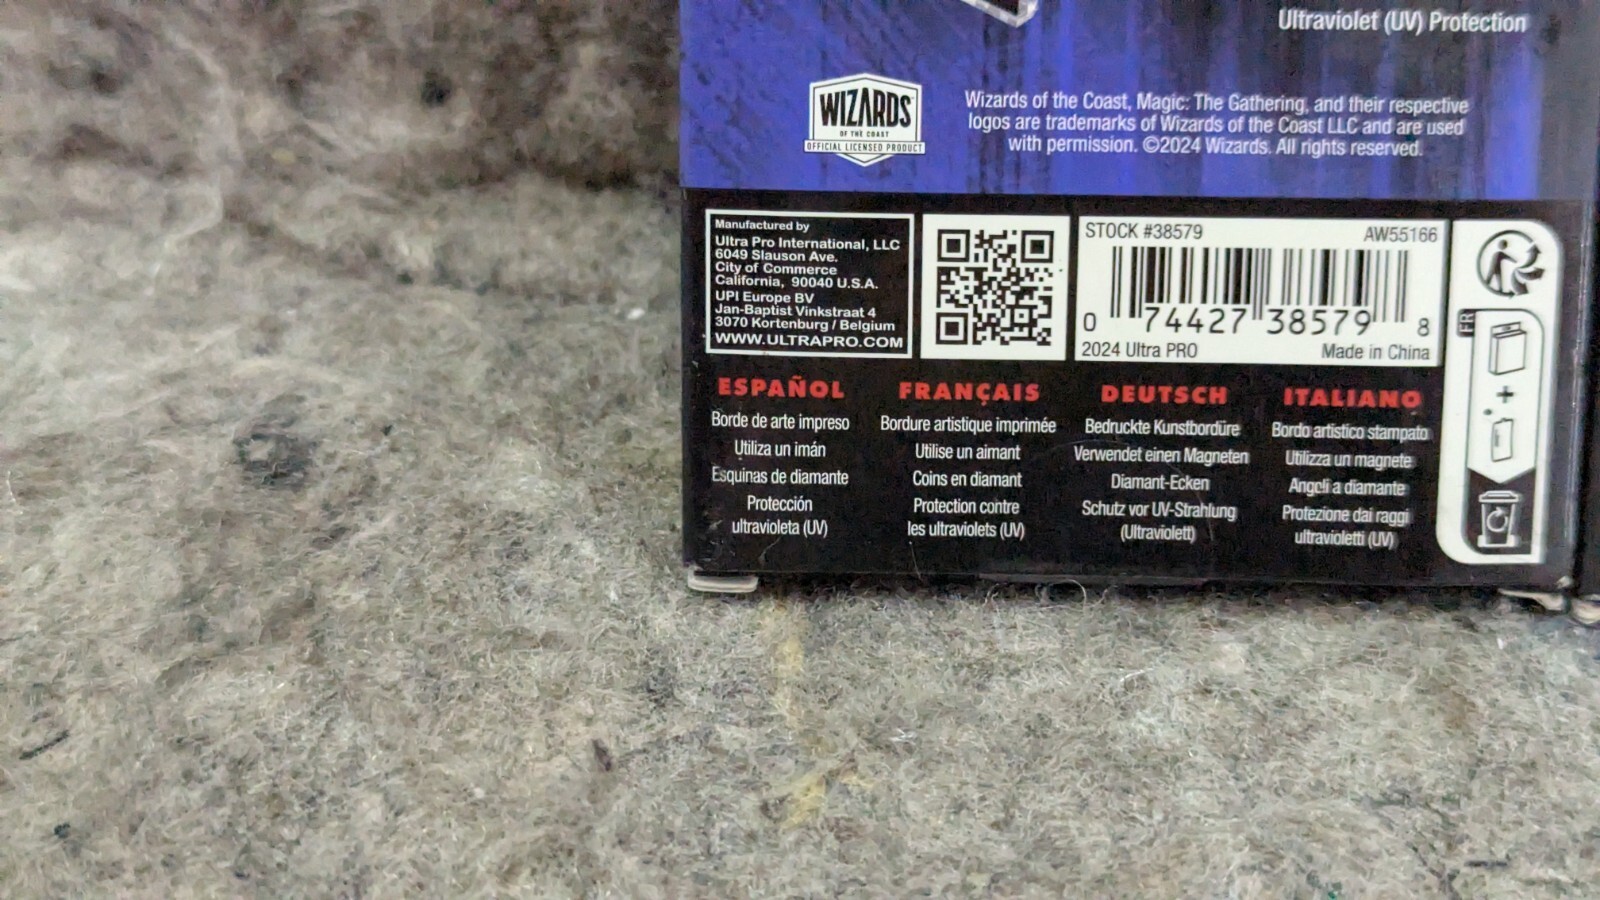 Ultraviolet (UV) Protection
WIZARDS
OF THE COAST
OFFICIAL LICENSED PRODUCT
Wizards of the Coast, Magic: The Gathering, and their respective
logos are trademarks of Wizards of the Coast LLC and are used
with permission. ©2024 Wizards. All rights reserved.
Manufactured by
Ultra Pro International, LLC
6049 Slauson Ave.
City of Commerce
California, 90040 U.S.A.
UPI Europe BV
Jan-Baptist Vinkstraat 4
3070 Kortenburg / Belgium
WWW.ULTRAPRO.COM
STOCK #38579 AW55166
0 74427 38579 8
2024 Ultra PRO Made in China
FR
+
ESPAÑOL
Borde de arte impreso
Utiliza un imán
Esquinas de diamante
Protección
ultravioleta (UV)
FRANÇAIS
Bordure artistique imprimée
Utilise un aimant
Coins en diamant
Protection contre
les ultraviolets (UV)
DEUTSCH
Bedruckte Kunstbordüre
Verwendet einen Magneten
Diamant-Ecken
Schutz vor UV-Strahlung
(Ultraviolett)
ITALIANO
Bordo artistico stampato
Utilizza un magnete
Angoli a diamante
Protezione dai raggi
ultravioletti (UV)